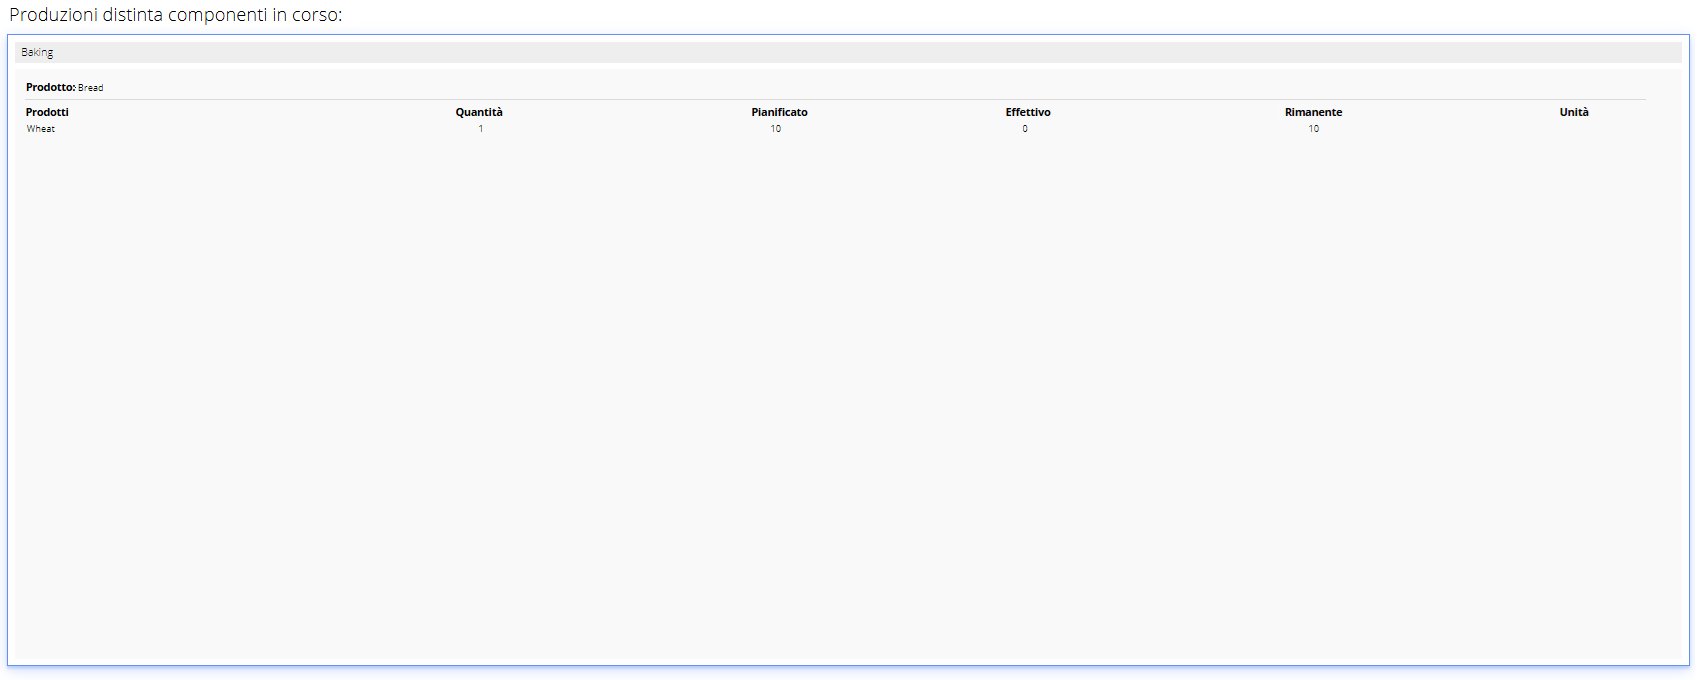 Produzioni distinta componenti in corso:
Baking
Prodotto: Bread
Prodotti Quantità Pianificato Effettivo Rimanente Unità
Wheat 1 10 0 10